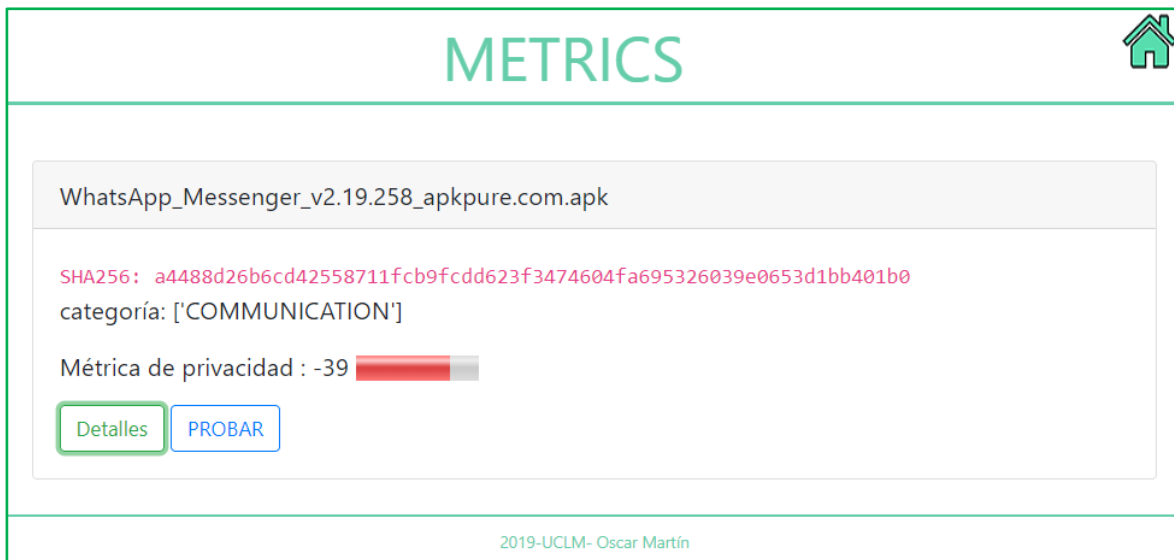 METRICS
WhatsApp_Messenger_v2.19.258_apkpure.com.apk
SHA256: a4488d26b6cd42558711fcb9fcdd623f3474604fa695326039e0653d1bb401b0
categoría: ['COMMUNICATION']
Métrica de privacidad : -39
Detalles PROBAR
2019-UCLM- Oscar Martín